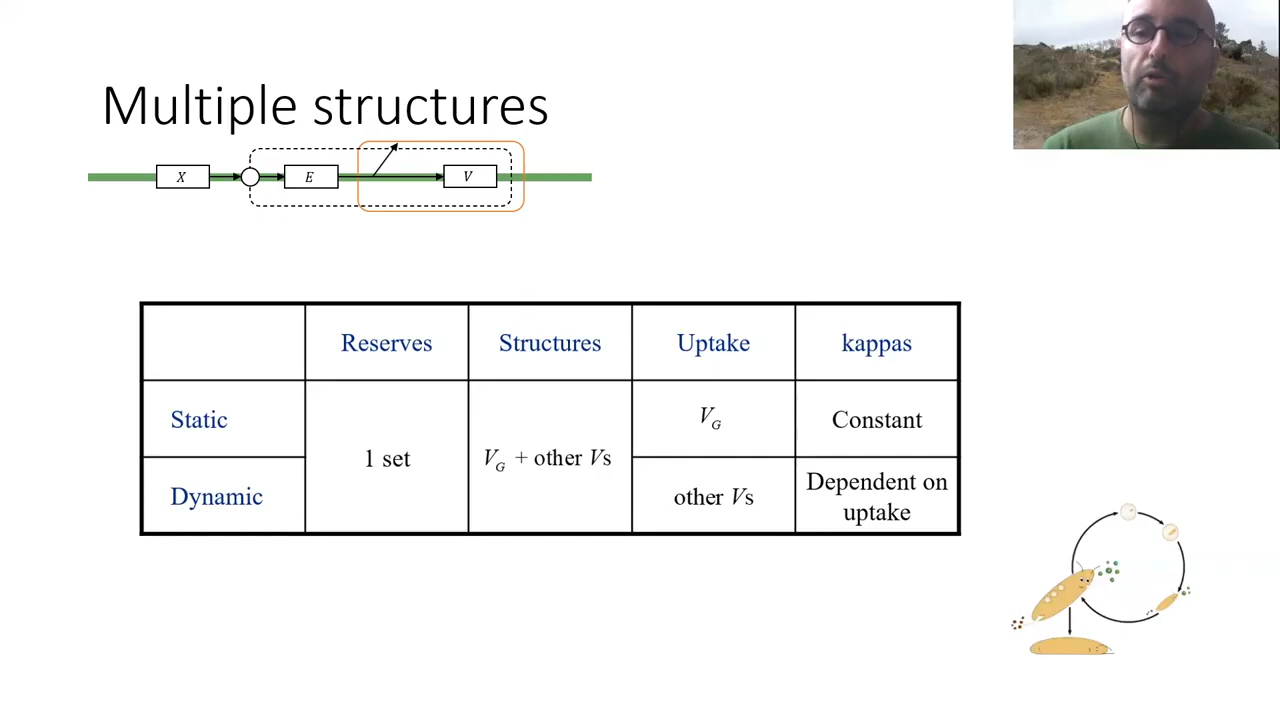 Multiple structures
X E V
Reserves Structures Uptake kappas
Static 1 set V_G + other Vs V_G Constant
Dynamic other Vs Dependent on
uptake